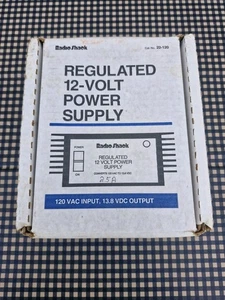 Radio Shack
Cat. No. 22-120
REGULATED
12-VOLT
POWER
SUPPLY
Radio Shack
POWER
REGULATED
12 VOLT POWER
SUPPLY
2.5A
120 VAC INPUT, 13.8 VDC OUTPUT